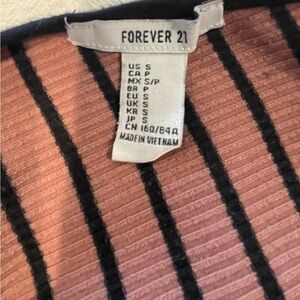 FOREVER 21
US S
CA P
MX S/P
BR P
EU S
UK S
KR S
JP S
CN 160/84A
MADE IN VIETNAM